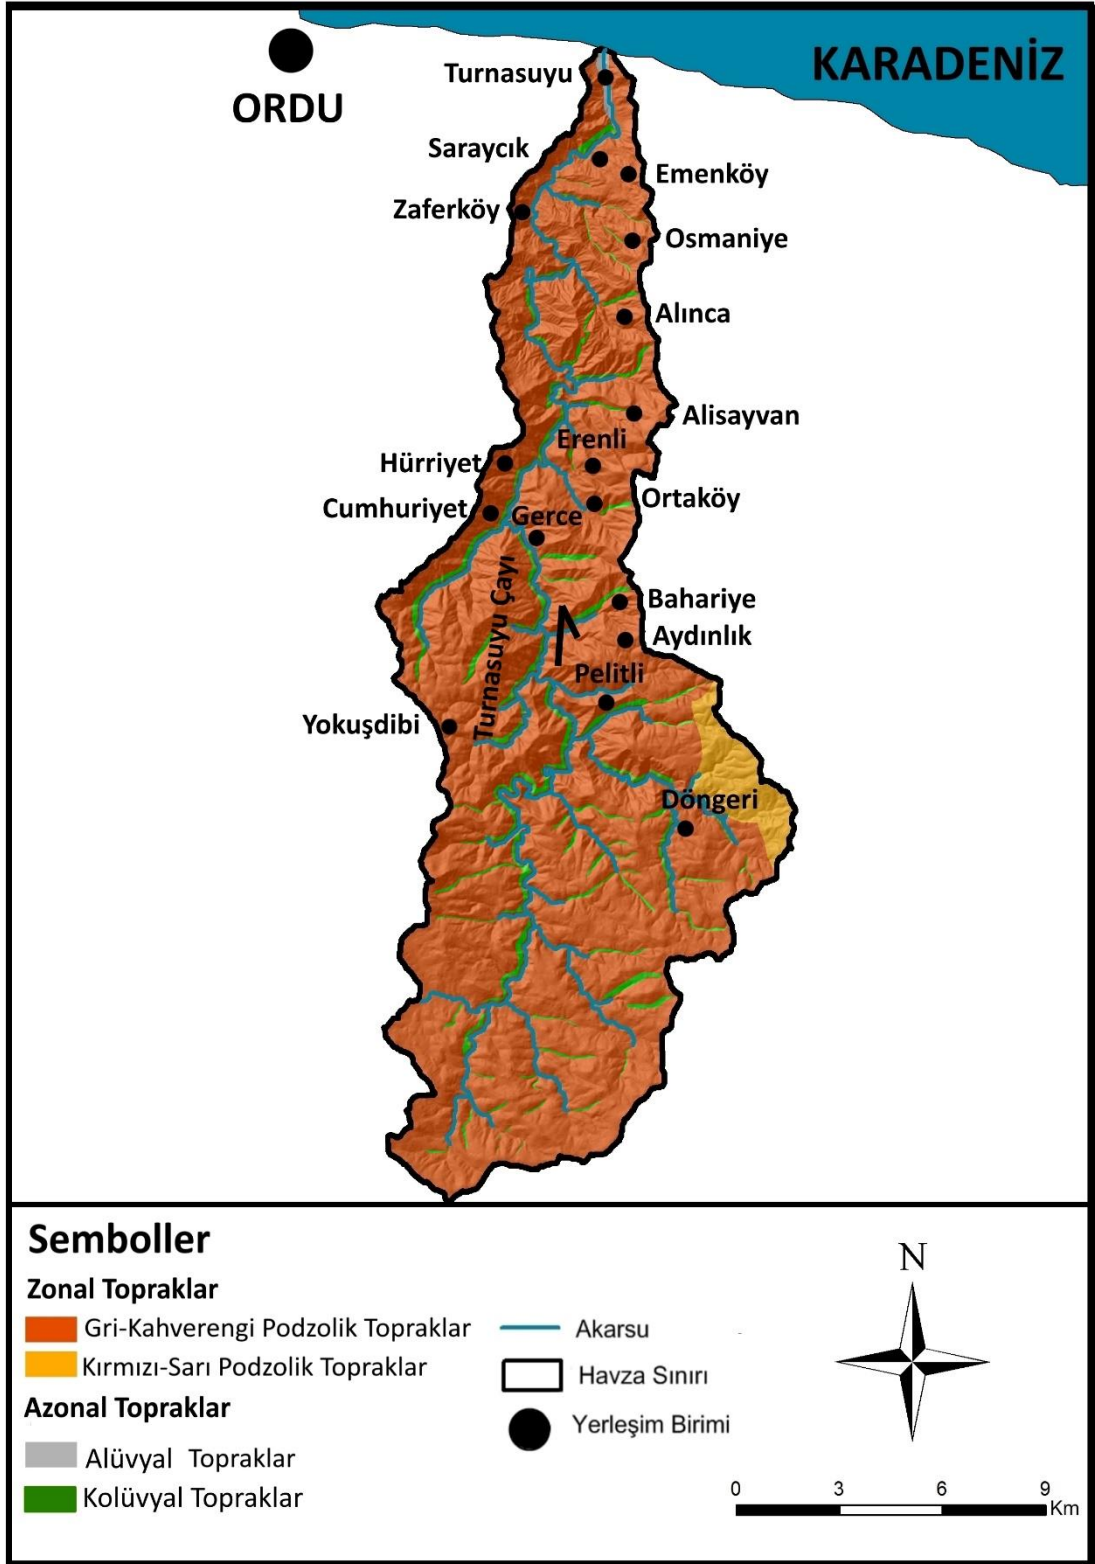 KARADENİZ
ORDU
Turnasuyu
Saraycık
Emenköy
Zaferköy
Osmaniye
Alınca
Alisayvan
Erenli
Hürriyet
Ortaköy
Cumhuriyet
Gerce
Turnasuyu Çayı
Bahariye
Aydınlık
Pelitli
Yokuşdibi
Döngeri
Semboller
Zonal Topraklar
Gri-Kahverengi Podzolik Topraklar
Kırmızı-Sarı Podzolik Topraklar
Azonal Topraklar
Alüvyal Topraklar
Kolüvyal Topraklar
Akarsu
Havza Sınırı
Yerleşim Birimi
N
0 3 6 9
Km